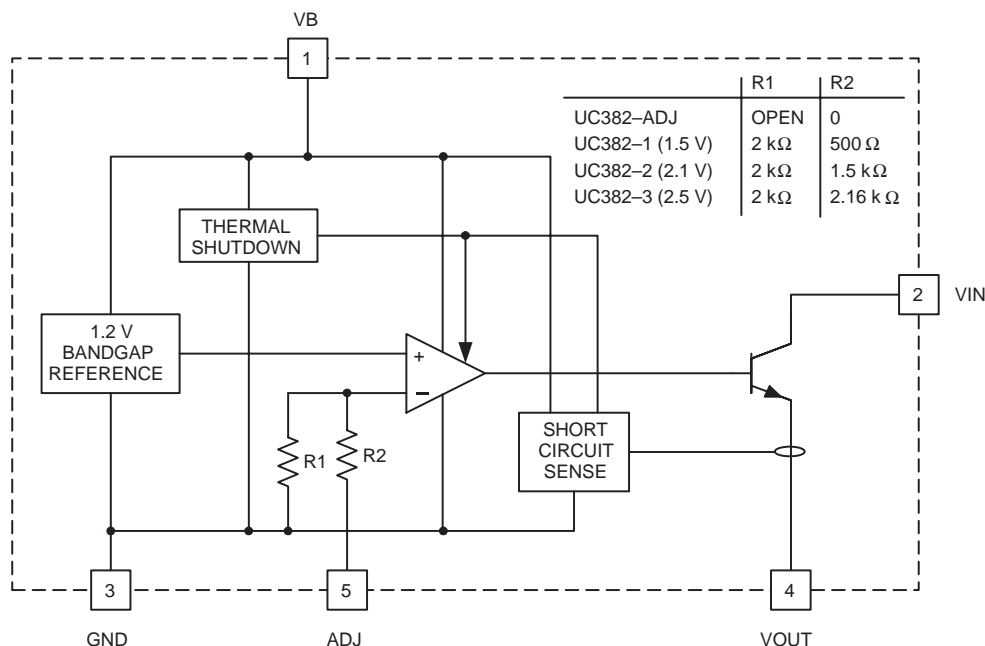 VB
1
R1 R2
UC382–ADJ OPEN 0
UC382–1 (1.5 V) 2 kΩ 500 Ω
UC382–2 (2.1 V) 2 kΩ 1.5 kΩ
UC382–3 (2.5 V) 2 kΩ 2.16 k Ω
THERMAL
SHUTDOWN
2 VIN
1.2 V
BANDGAP
REFERENCE
+
–
R1 R2
SHORT
CIRCUIT
SENSE
3 5 4
GND ADJ VOUT